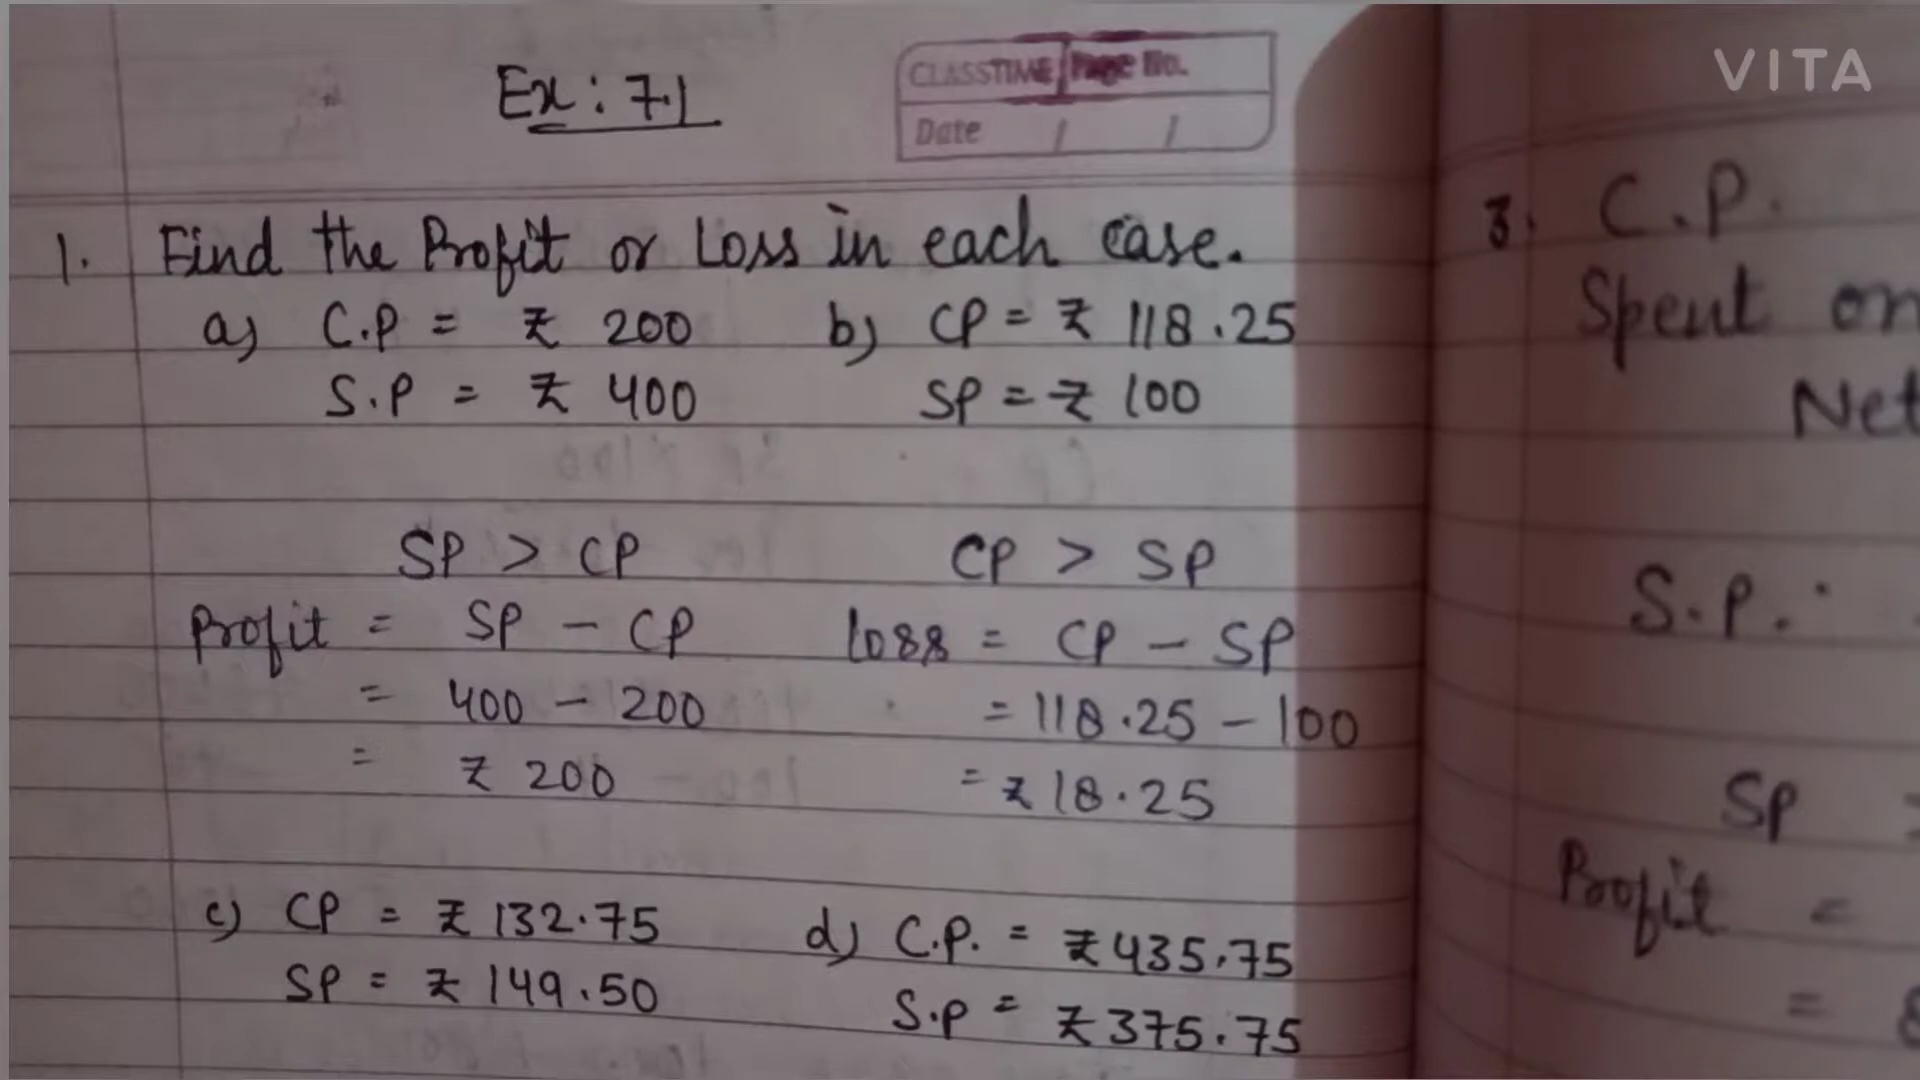 VITA
Ex: 7.1
CLASSTIME Page No.
Date / /
1. Find the Profit or Loss in each case.
a) C.P = ₹ 200 b) CP = ₹ 118.25
S.P = ₹ 400 SP = ₹ 100
SP > CP CP > SP
Profit = SP - CP loss = CP - SP
= 400 - 200 = 118.25 - 100
= ₹ 200 = ₹ 18.25
c) CP = ₹ 132.75 d) C.P. = ₹ 435.75
SP = ₹ 149.50 S.P = ₹ 375.75
3. C.P.
Spent on
Net
S.P.
SP =
Profit =
=